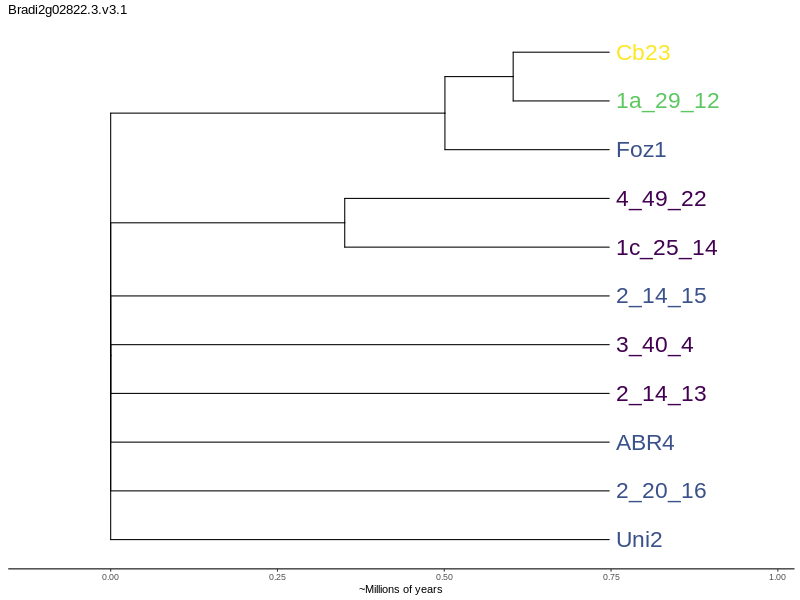 Bradi2g02822.3.v3.1
Cb23
1a_29_12
Foz1
4_49_22
1c_25_14
2_14_15
3_40_4
2_14_13
ABR4
2_20_16
Uni2
0.00 0.25 0.50 0.75 1.00
~Millions of years